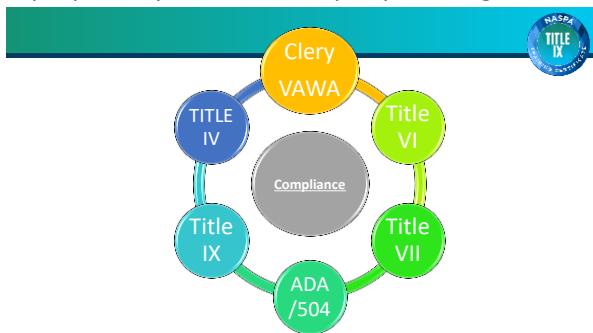 NASPA
TITLE
IX
Clery
VAWA
TITLE
IV
Title
VI
Compliance
Title
IX
Title
VII
ADA
/504